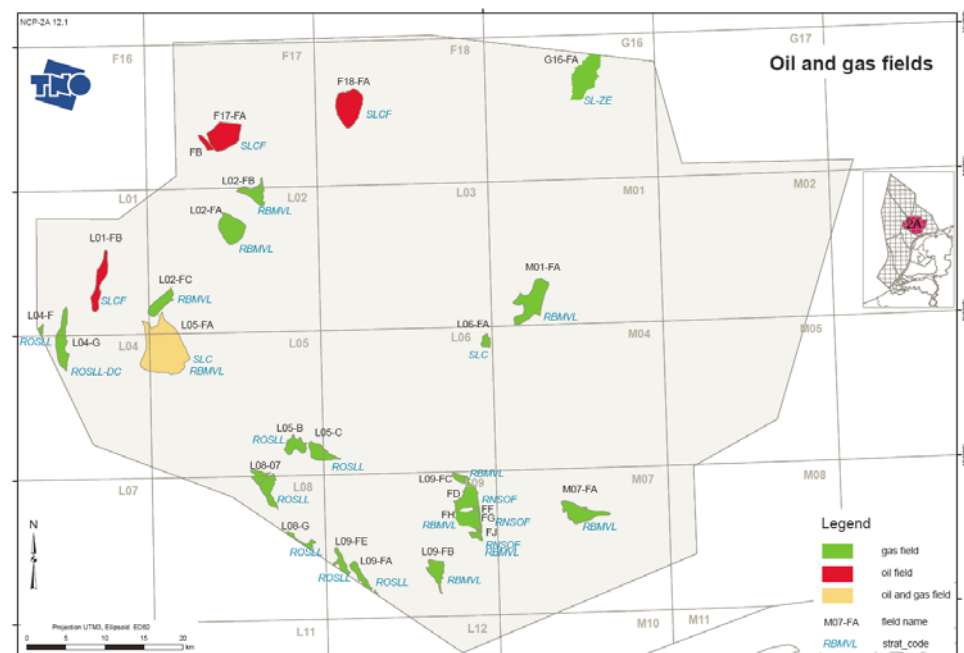 NCP-2A 12.1
F16
F17
F18
G16
G17
Oil and gas fields
TNO
G16-FA
SL-ZE
F18-FA
SLCF
F17-FA
FB
SLCF
L01
L02-FB
L02
RBMVL
L03
M01
M02
L02-FA
RBMVL
2A
L01-FB
SLCF
L02-FC
RBMVL
M01-FA
RBMVL
L04-F
ROSLL
L04-G
ROSLL-DC
L04
L05-FA
SLC
RBMVL
L05
L06-FA
L06
SLC
M04
M05
L05-B
ROSLL
L05-C
ROSLL
L07
L08-07
ROSLL
L08
L09-FC
RBMVL
L09
M07
M08
FD
RNSOF
FF
FH
FG
RNSOF
RBMVL
FJ
RNSOF
RBMVL
M07-FA
RBMVL
L08-G
ROSLL
L09-FE
ROSLL
L09-FA
ROSLL
L09-FB
RBMVL
N
Legend
gas field
oil field
oil and gas field
M07-FA field name
RBMVL strat_code
L11
L12
M10
M11
Projection UTM3, Ellipsoid ED50
0 5 10 15 20
km